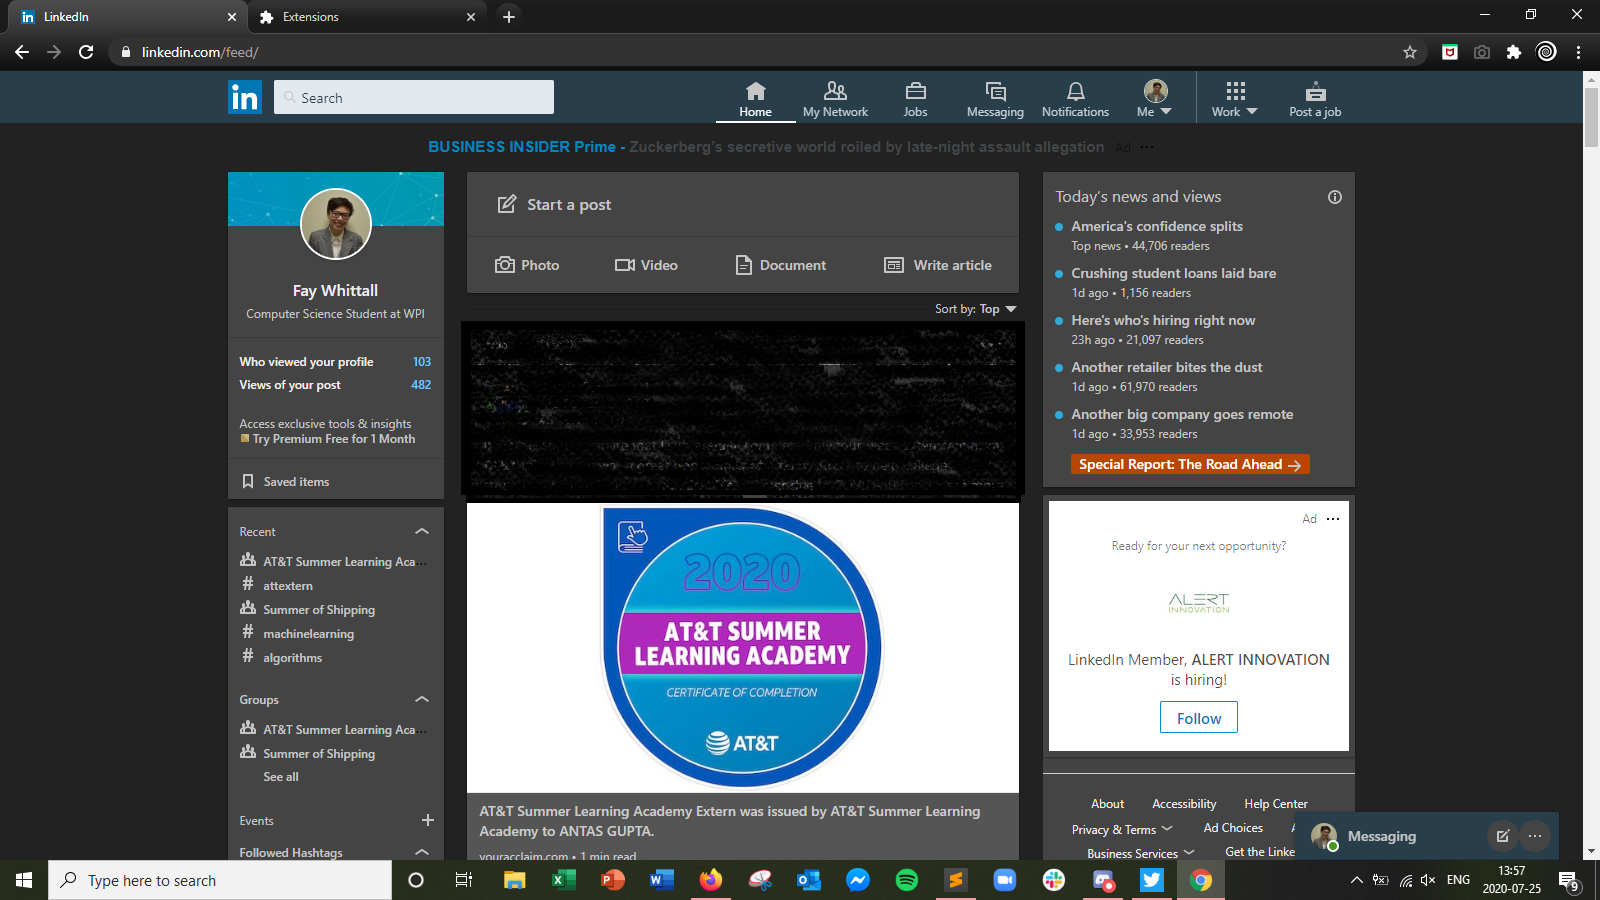 LinkedIn
Extensions
linkedin.com/feed/
in
Search
Home
My Network
Jobs
Messaging
Notifications
Me
Work
Post a job
BUSINESS INSIDER Prime - Zuckerberg's secretive world roiled by late-night assault allegation Ad ...
Fay Whittall
Computer Science Student at WPI
Who viewed your profile 103
Views of your post 482
Access exclusive tools & insights
Try Premium Free for 1 Month
Saved items
Recent
AT&T Summer Learning Aca...
# attextern
Summer of Shipping
# machinelearning
# algorithms
Groups
AT&T Summer Learning Aca...
Summer of Shipping
See all
Events +
Followed Hashtags
Start a post
Photo
Video
Document
Write article
Sort by: Top
2020
AT&T SUMMER
LEARNING ACADEMY
CERTIFICATE OF COMPLETION
AT&T
AT&T Summer Learning Academy Extern was issued by AT&T Summer Learning
Academy to ANTAS GUPTA.
youracclaim.com • 1 min read
Today's news and views
America's confidence splits
Top news • 44,706 readers
Crushing student loans laid bare
1d ago • 1,156 readers
Here's who's hiring right now
23h ago • 21,097 readers
Another retailer bites the dust
1d ago • 61,970 readers
Another big company goes remote
1d ago • 33,953 readers
Special Report: The Road Ahead →
Ad ...
Ready for your next opportunity?
ALERT
INNOVATION
LinkedIn Member, ALERT INNOVATION
is hiring!
Follow
About
Accessibility
Help Center
Privacy & Terms
Ad Choices
Business Services
Get the Linke
Messaging
Type here to search
ENG
13:57
2020-07-25
9